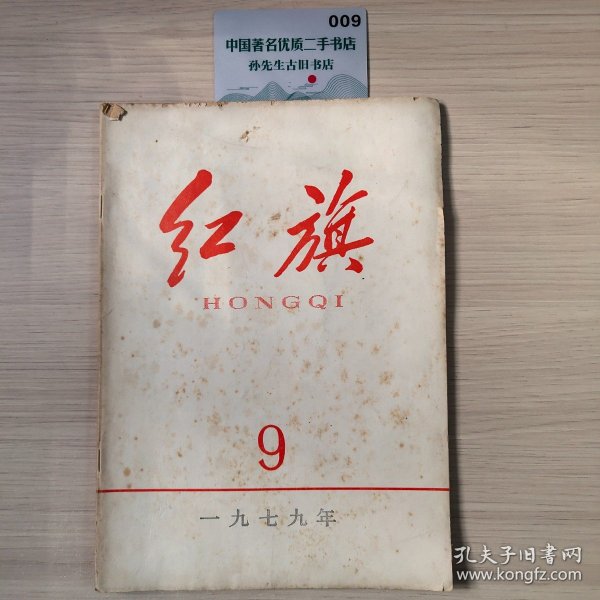 009
中国著名优质二手书店
孙先生古旧书店
红旗
HONGQI
9
一九七九年
孔夫子旧书网
www.kongfz.com